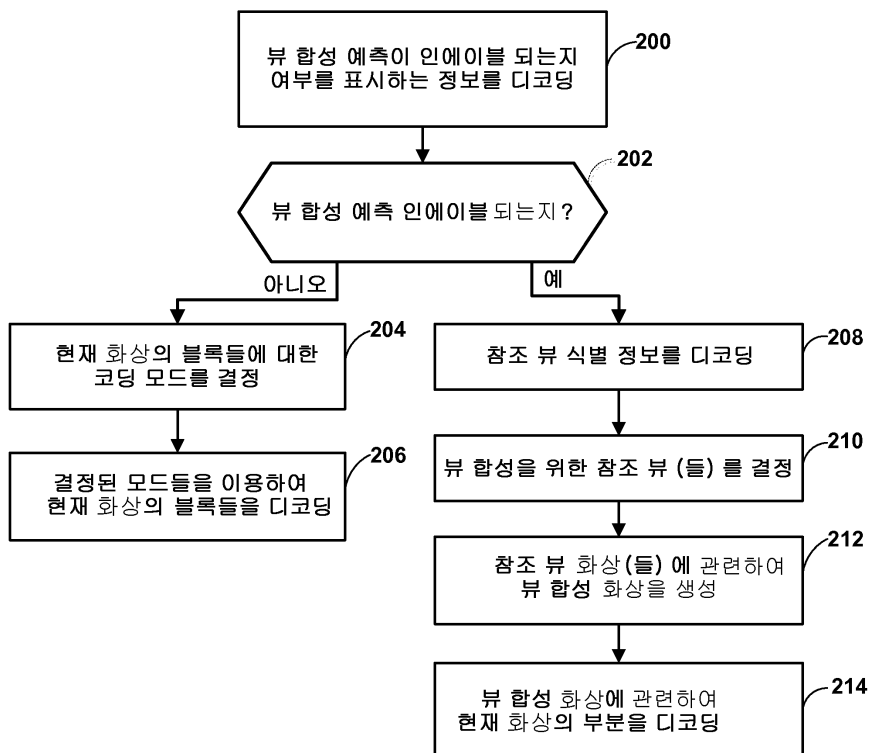 뷰 합성 예측이 인에이블 되는지
여부를 표시하는 정보를 디코딩
200
202
뷰 합성 예측 인에이블 되는지?
아니오
예
204
현재 화상의 블록들에 대한
코딩 모드를 결정
208
참조 뷰 식별 정보를 디코딩
206
결정된 모드들을 이용하여
현재 화상의 블록들을 디코딩
210
뷰 합성을 위한 참조 뷰 (들) 를 결정
212
참조 뷰 화상(들) 에 관련하여
뷰 합성 화상을 생성
214
뷰 합성 화상에 관련하여
현재 화상의 부분을 디코딩